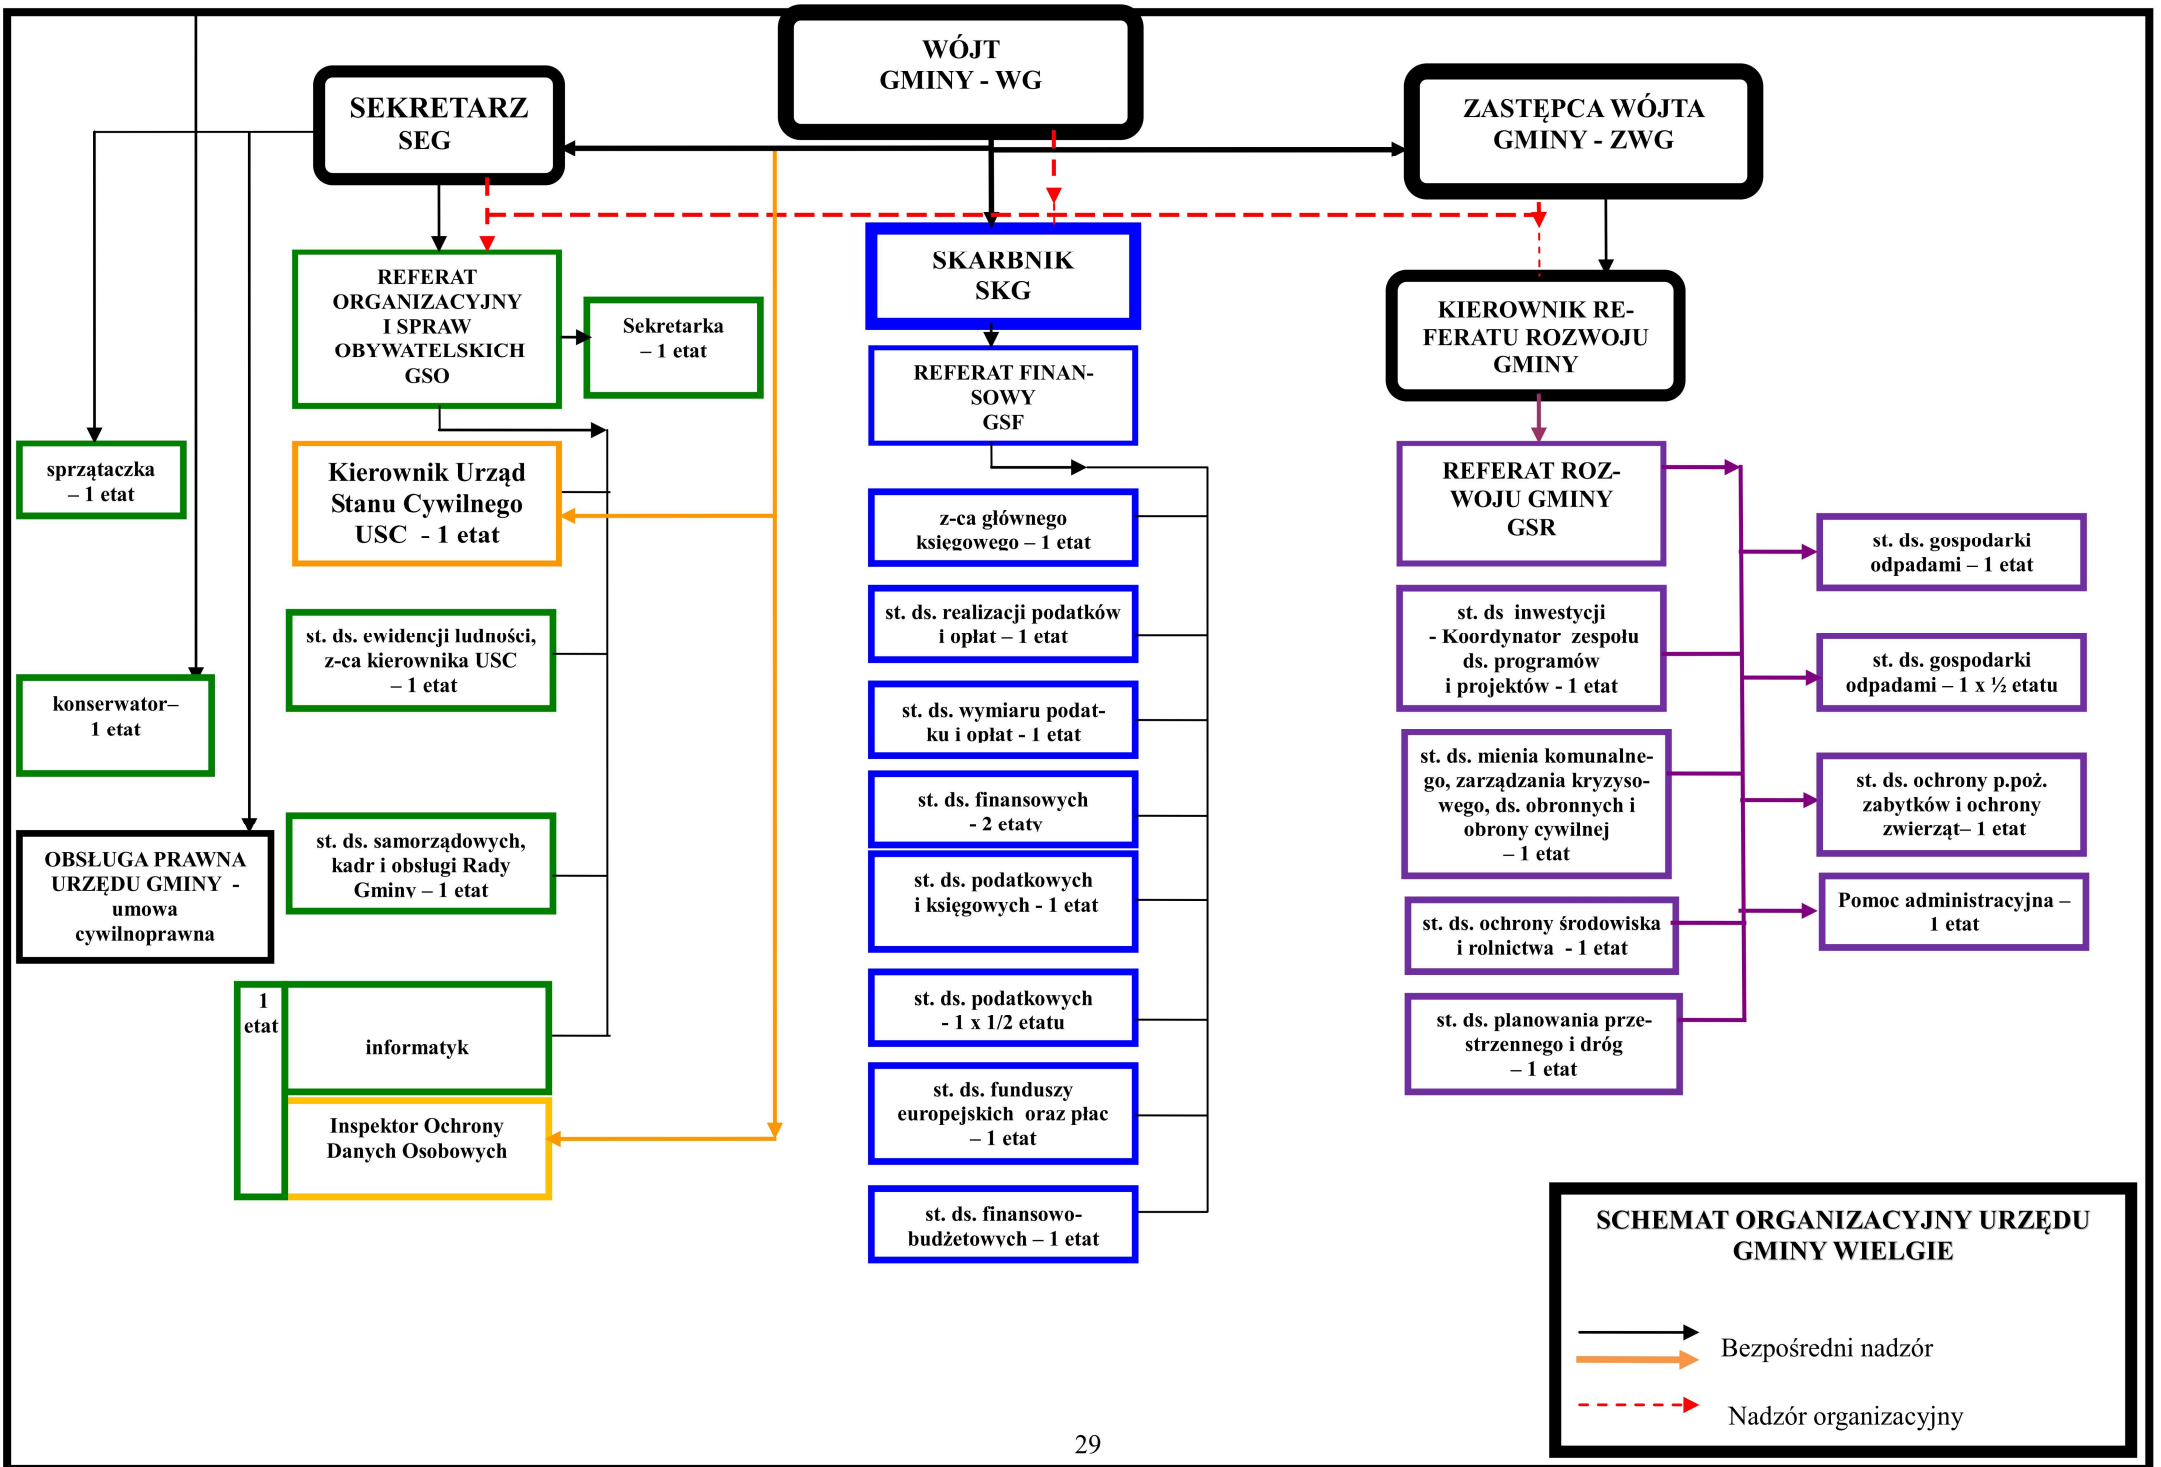 WÓJT
GMINY - WG
SEKRETARZ
SEG
ZASTĘPCA WÓJTA
GMINY - ZWG
REFERAT
ORGANIZACYJNY
I SPRAW
OBYWATELSKICH
GSO
Sekretarka
– 1 etat
SKARBNIK
SKG
KIEROWNIK RE-
FERATU ROZWOJU
GMINY
REFERAT FINAN-
SOWY
GSF
sprzątaczka
– 1 etat
Kierownik Urząd
Stanu Cywilnego
USC - 1 etat
st. ds. ewidencji ludności,
z-ca kierownika USC
– 1 etat
konserwator–
1 etat
st. ds. samorządowych,
kadr i obsługi Rady
Gminy – 1 etat
OBSŁUGA PRAWNA
URZĘDU GMINY -
umowa
cywilnoprawna
1
etat
informatyk
Inspektor Ochrony
Danych Osobowych
z-ca głównego
księgowego – 1 etat
st. ds. realizacji podatków
i opłat – 1 etat
st. ds. wymiaru podat-
ku i opłat - 1 etat
st. ds. finansowych
- 2 etaty
st. ds. podatkowych
i księgowych - 1 etat
st. ds. podatkowych
- 1 x 1/2 etatu
st. ds. funduszy
europejskich oraz płac
– 1 etat
st. ds. finansowo-
budżetowych – 1 etat
REFERAT ROZ-
WOJU GMINY
GSR
st. ds inwestycji
- Koordynator zespołu
ds. programów
i projektów - 1 etat
st. ds. mienia komunalne-
go, zarządzania kryzyso-
wego, ds. obronnych i
obrony cywilnej
– 1 etat
st. ds. ochrony środowiska
i rolnictwa - 1 etat
st. ds. planowania prze-
strzennego i dróg
– 1 etat
st. ds. gospodarki
odpadami – 1 etat
st. ds. gospodarki
odpadami – 1 x ½ etatu
st. ds. ochrony p.poż.
zabytków i ochrony
zwierząt– 1 etat
Pomoc administracyjna –
1 etat
SCHEMAT ORGANIZACYJNY URZĘDU
GMINY WIELGIE
Bezpośredni nadzór
Nadzór organizacyjny
29